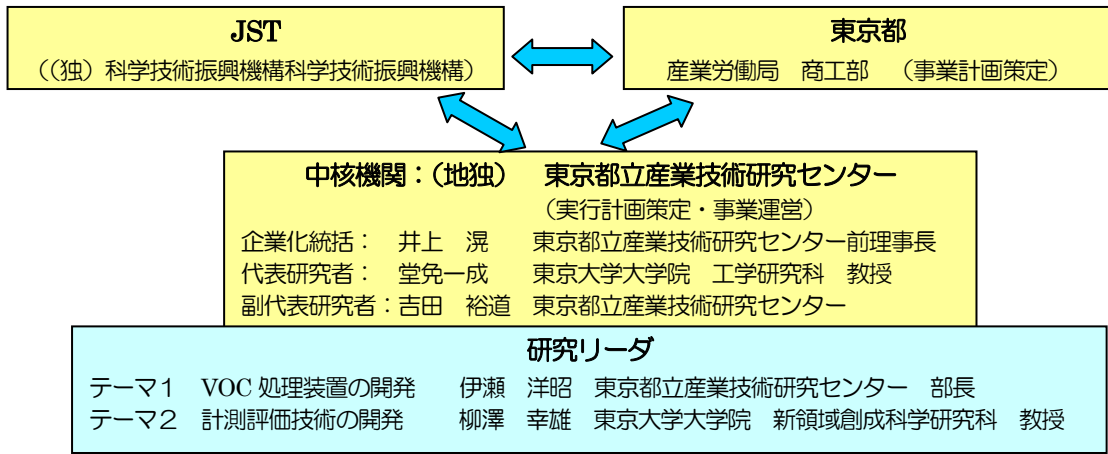 JST
((独)科学技術振興機構科学技術振興機構)
東京都
産業労働局 商工部 (事業計画策定)
中核機関:(地独) 東京都立産業技術研究センター
(実行計画策定・事業運営)
企業化統括: 井上 滉 東京都立産業技術研究センター前理事長
代表研究者: 堂免一成 東京大学大学院 工学研究科 教授
副代表研究者:吉田 裕道 東京都立産業技術研究センター
研究リーダ
テーマ1 VOC 処理装置の開発 伊瀬 洋昭 東京都立産業技術研究センター 部長
テーマ2 計測評価技術の開発 柳澤 幸雄 東京大学大学院 新領域創成科学研究科 教授